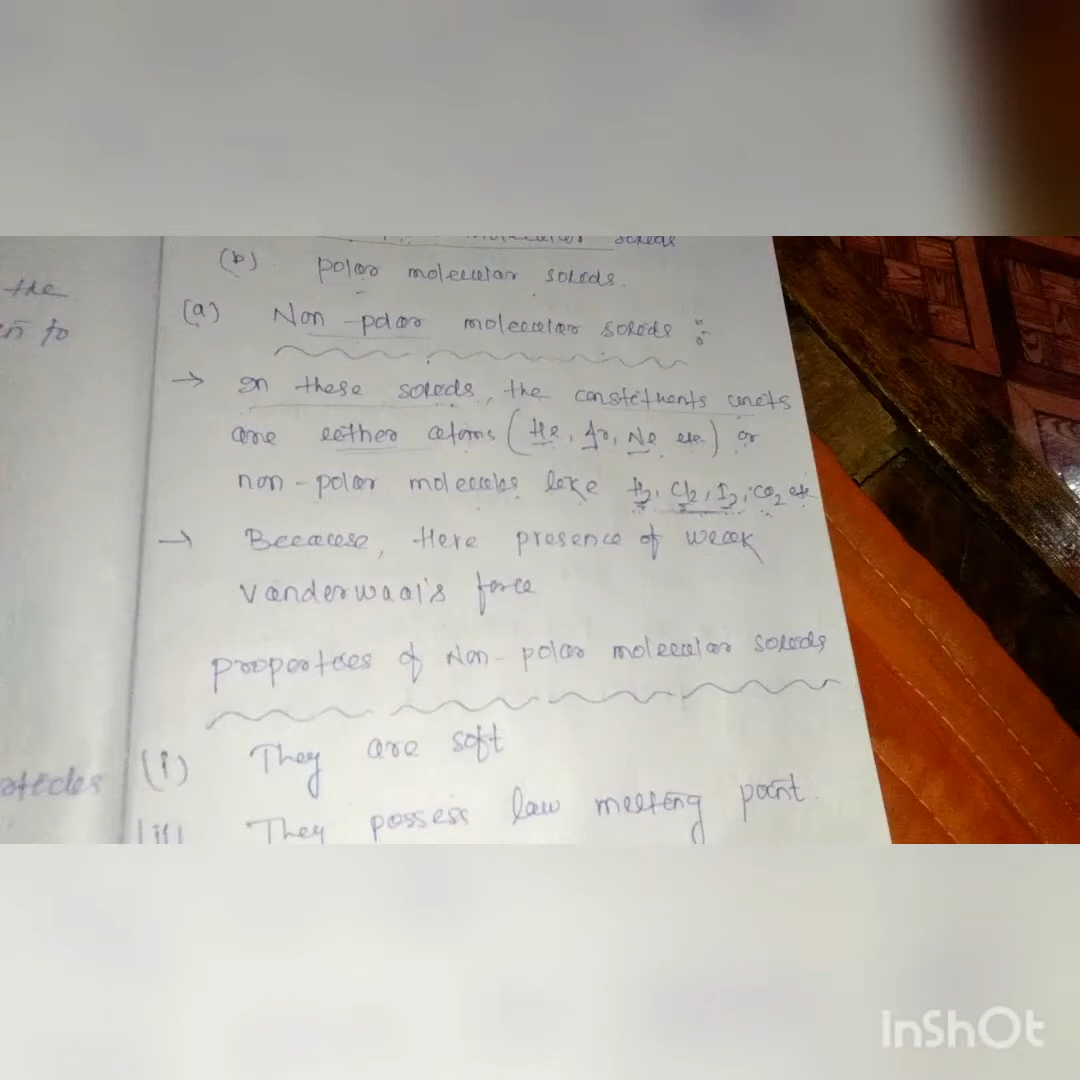 the
(b) polar molecular solids.
to
(a) Non-polar molecular solids :-
→ In these solids, the constituents units
are either atoms (He, Ar, Ne etc.) or
non-polar molecules like H2, Cl2, I2, CO2 etc
→ Because, Here presence of weak
vanderwaal's force
properties of Non-polar molecular solids
(i) They are soft
(ii) They possess law melting point.
InShOt